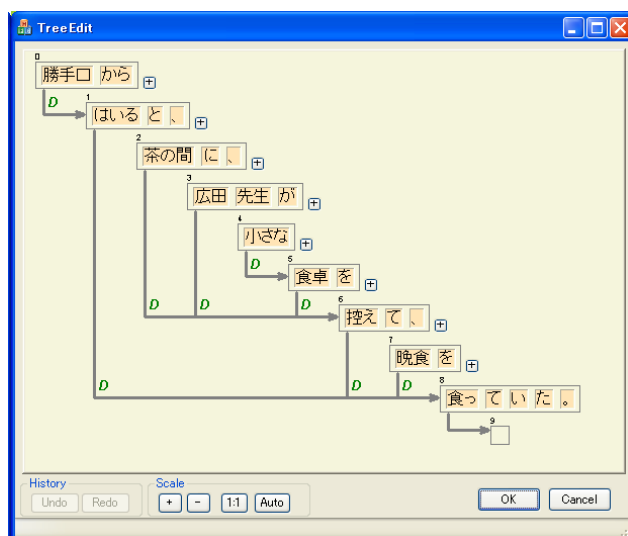 TreeEdit
0
勝手口 から
D
1
はいる と 、
2
茶の間 に 、
3
広田 先生 が
4
小さな
D
5
食卓 を
D D D
6
控え て 、
7
晩食 を
D D D
8
食っ て い た 。
9
History
Undo Redo
Scale
+ - 1:1 Auto
OK Cancel